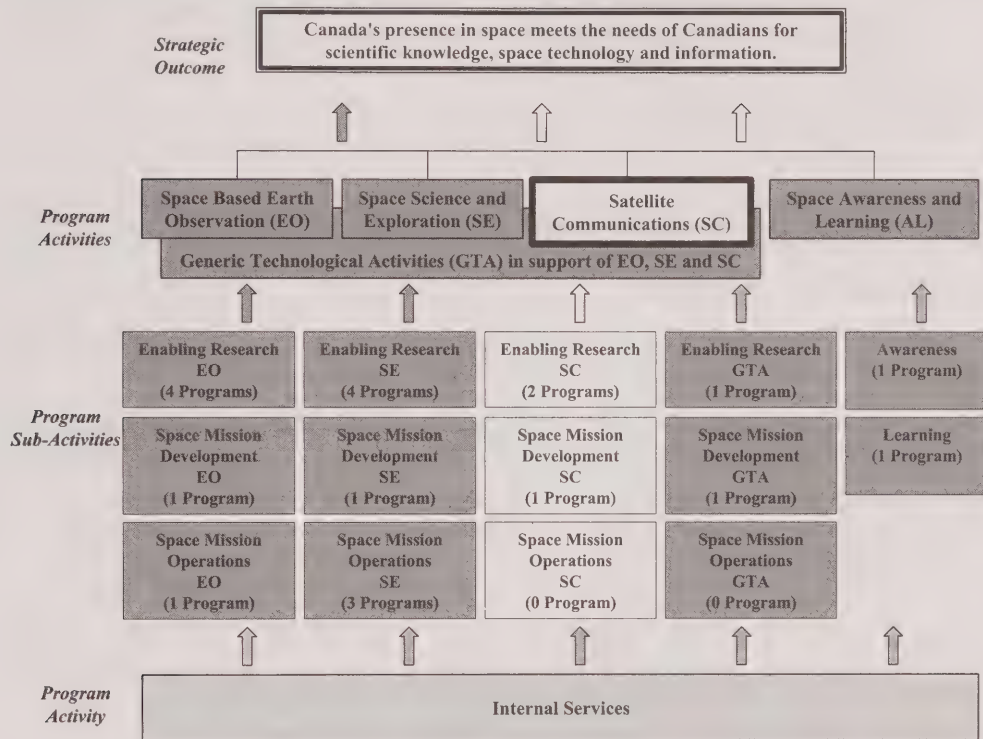 Strategic
Outcome
Canada's presence in space meets the needs of Canadians for
scientific knowledge, space technology and information.
Program
Activities
Space Based Earth
Observation (EO)
Space Science and
Exploration (SE)
Satellite
Communications (SC)
Space Awareness and
Learning (AL)
Generic Technological Activities (GTA) in support of EO, SE and SC
Program
Sub-Activities
Enabling Research
EO
(4 Programs)
Enabling Research
SE
(4 Programs)
Enabling Research
SC
(2 Programs)
Enabling Research
GTA
(1 Program)
Awareness
(1 Program)
Space Mission
Development
EO
(1 Program)
Space Mission
Development
SE
(1 Program)
Space Mission
Development
SC
(1 Program)
Space Mission
Development
GTA
(1 Program)
Learning
(1 Program)
Space Mission
Operations
EO
(1 Program)
Space Mission
Operations
SE
(3 Programs)
Space Mission
Operations
SC
(0 Program)
Space Mission
Operations
GTA
(0 Program)
Program
Activity
Internal Services